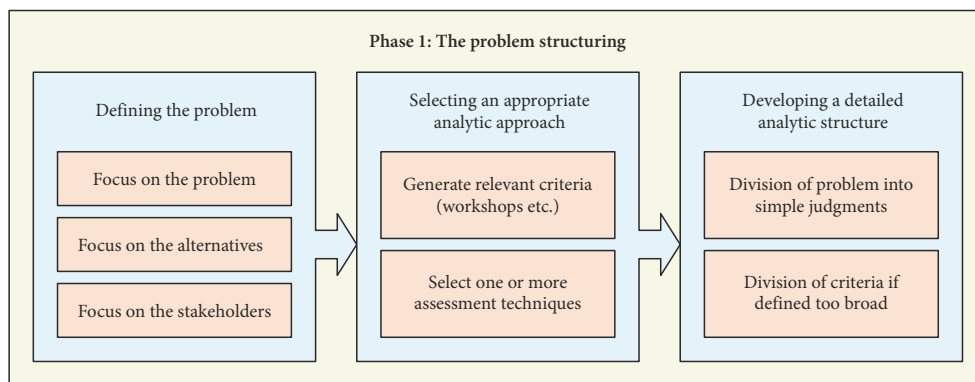 Phase 1: The problem structuring
Defining the problem
Focus on the problem
Focus on the alternatives
Focus on the stakeholders
Selecting an appropriate
analytic approach
Generate relevant criteria
(workshops etc.)
Select one or more
assessment techniques
Developing a detailed
analytic structure
Division of problem into
simple judgments
Division of criteria if
defined too broad